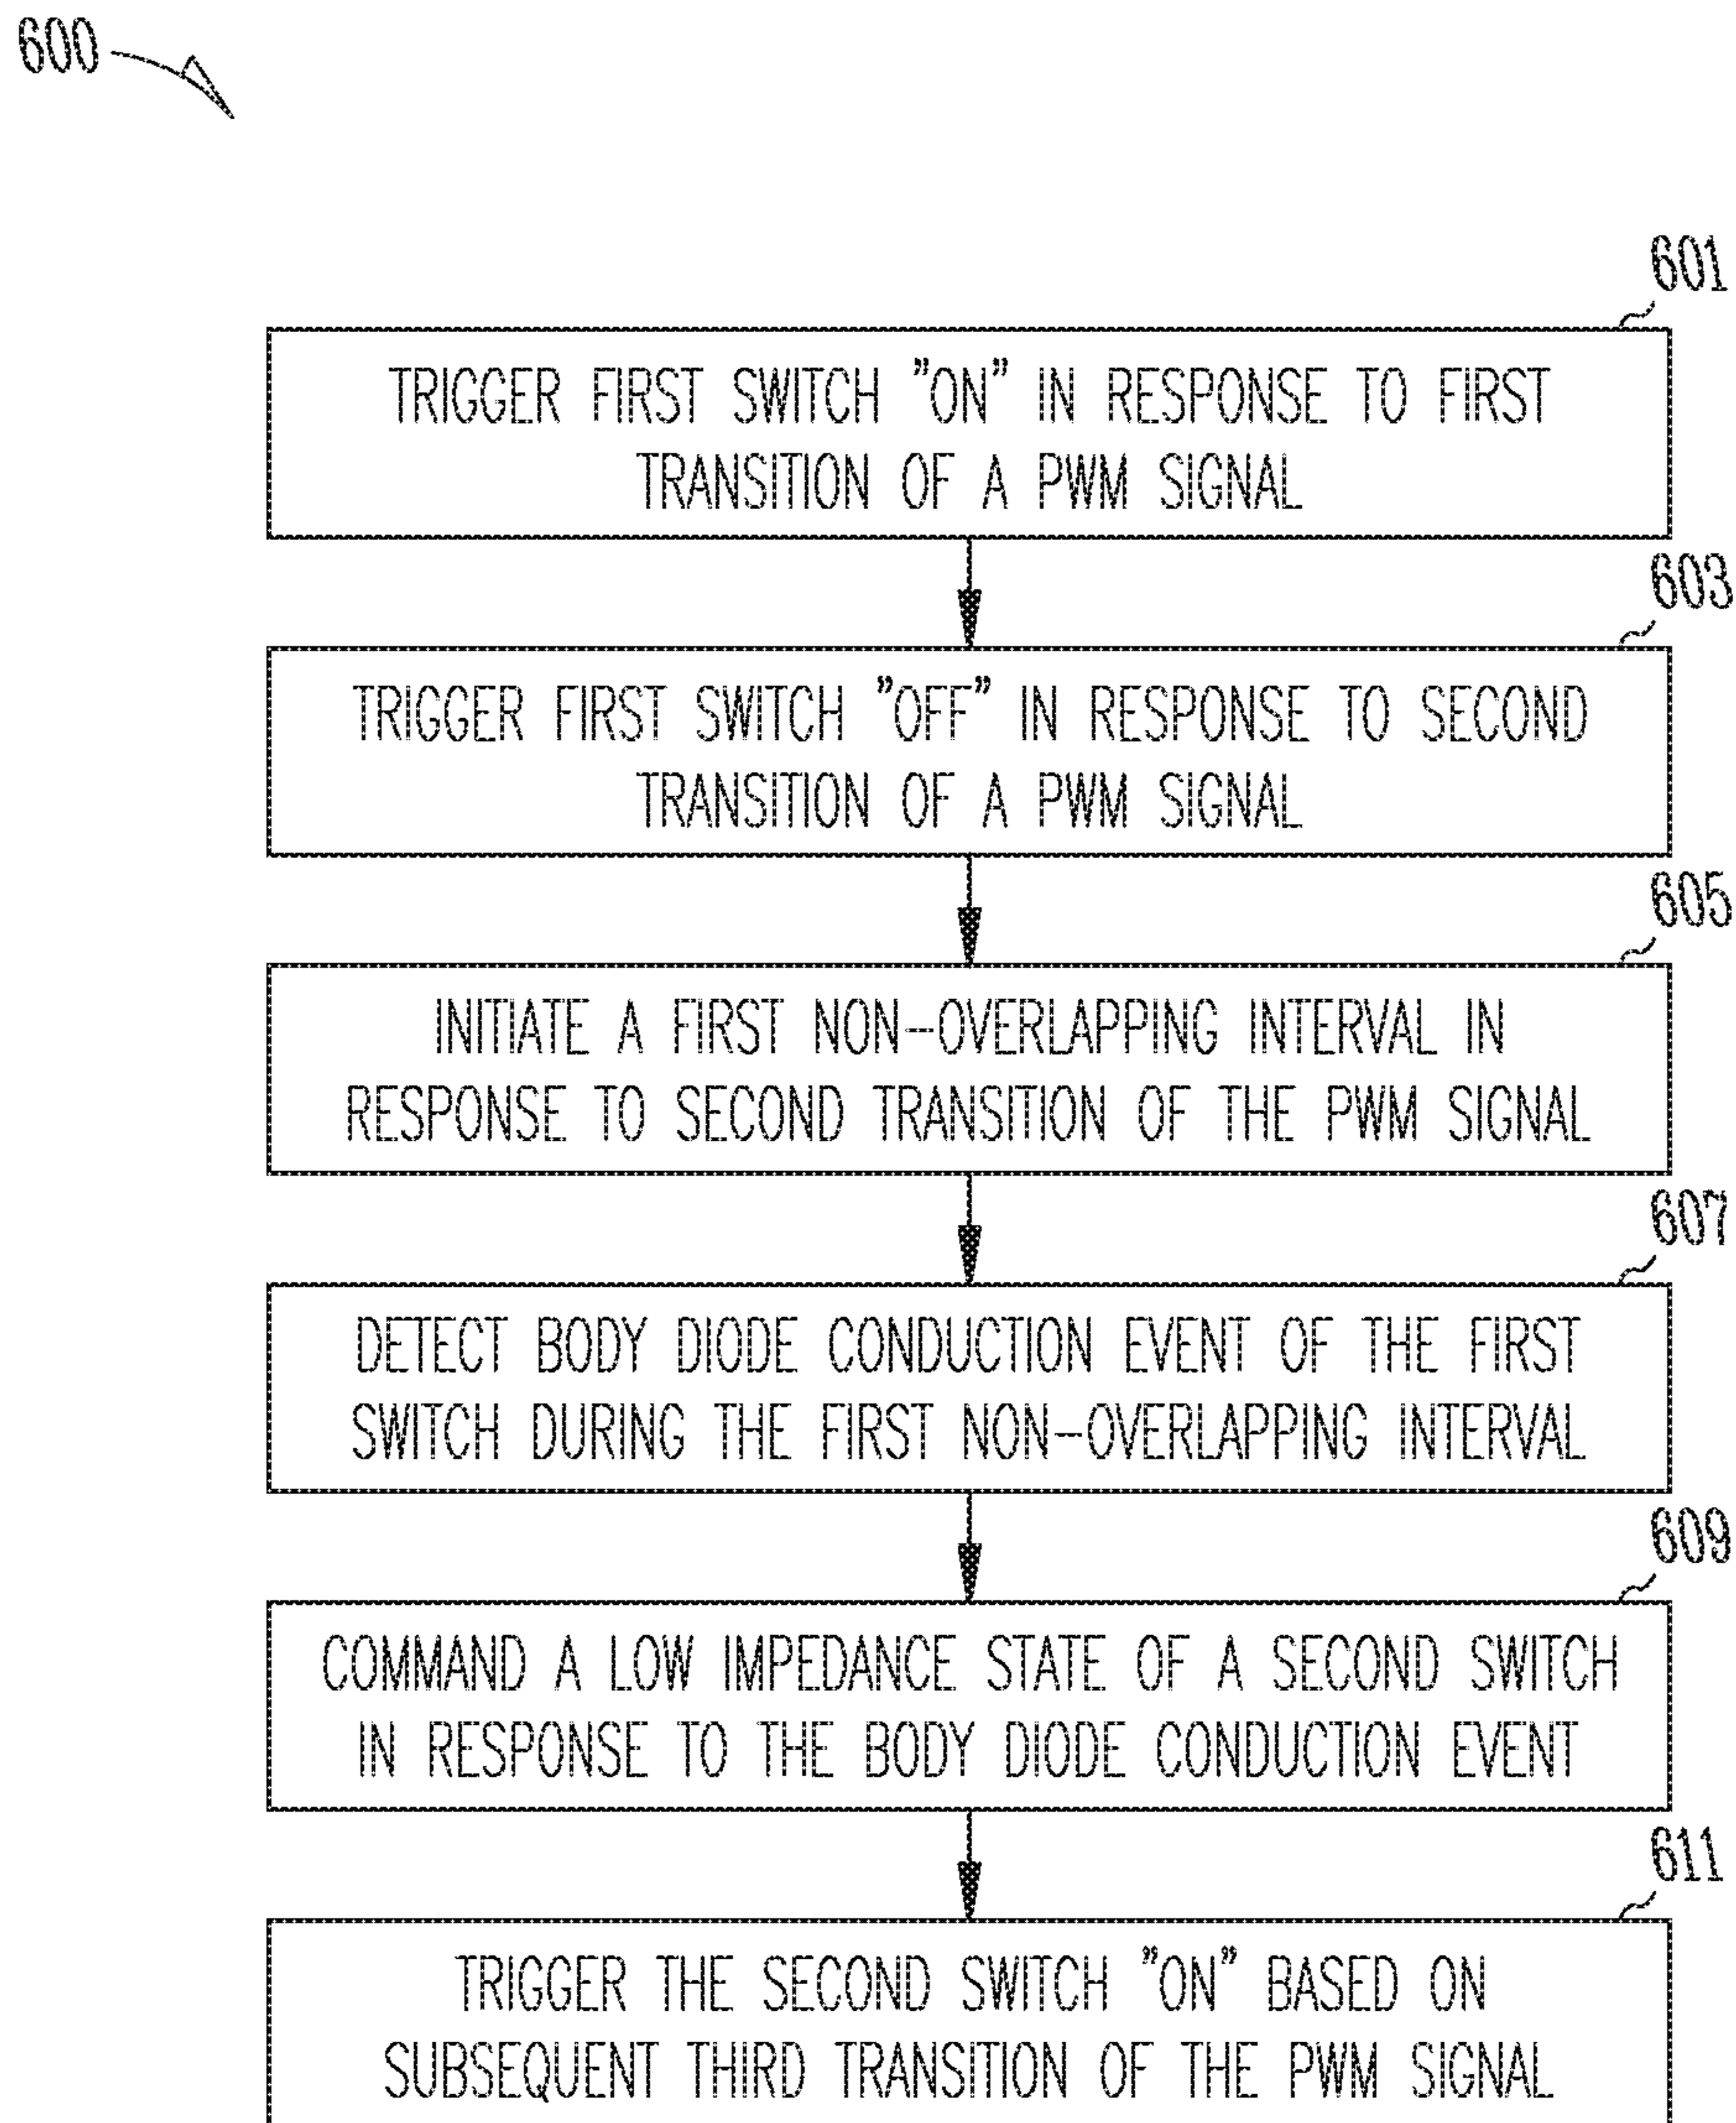 600
601
TRIGGER FIRST SWITCH "ON" IN RESPONSE TO FIRST
TRANSITION OF A PWM SIGNAL
603
TRIGGER FIRST SWITCH "OFF" IN RESPONSE TO SECOND
TRANSITION OF A PWM SIGNAL
605
INITIATE A FIRST NON-OVERLAPPING INTERVAL IN
RESPONSE TO SECOND TRANSITION OF THE PWM SIGNAL
607
DETECT BODY DIODE CONDUCTION EVENT OF THE FIRST
SWITCH DURING THE FIRST NON-OVERLAPPING INTERVAL
609
COMMAND A LOW IMPEDANCE STATE OF A SECOND SWITCH
IN RESPONSE TO THE BODY DIODE CONDUCTION EVENT
611
TRIGGER THE SECOND SWITCH "ON" BASED ON
SUBSEQUENT THIRD TRANSITION OF THE PWM SIGNAL